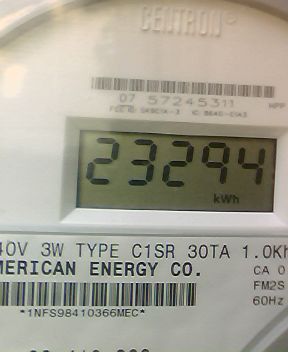 CENTRON®
07 57245311
HPP
23294
kWh
40V 3W TYPE C1SR 30TA 1.0Kh
MERICAN ENERGY CO.
CA 0
FM2S
60Hz
*1NFS98410366MEC*